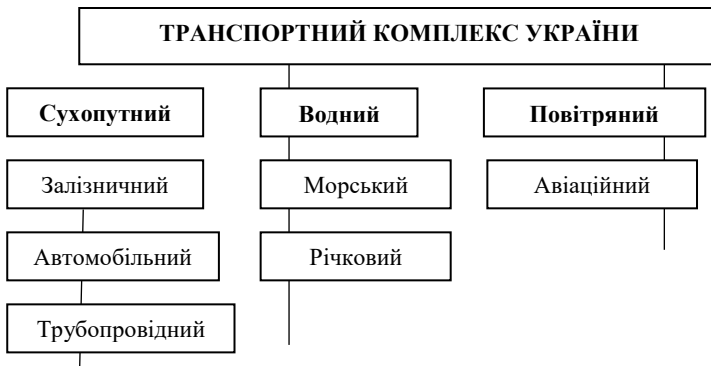 ТРАНСПОРТНИЙ КОМПЛЕКС УКРАЇНИ
Сухопутний
Водний
Повітряний
Залізничний
Морський
Авіаційний
Автомобільний
Річковий
Трубопровідний